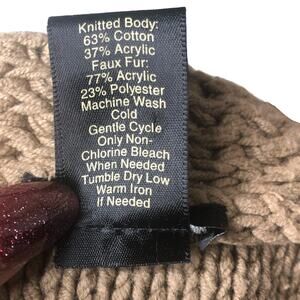 Knitted Body:
63% Cotton
37% Acrylic
Faux Fur:
77% Acrylic
23% Polyester
Machine Wash
Cold
Gentle Cycle
Only Non-
Chlorine Bleach
When Needed
Tumble Dry Low
Warm Iron
If Needed